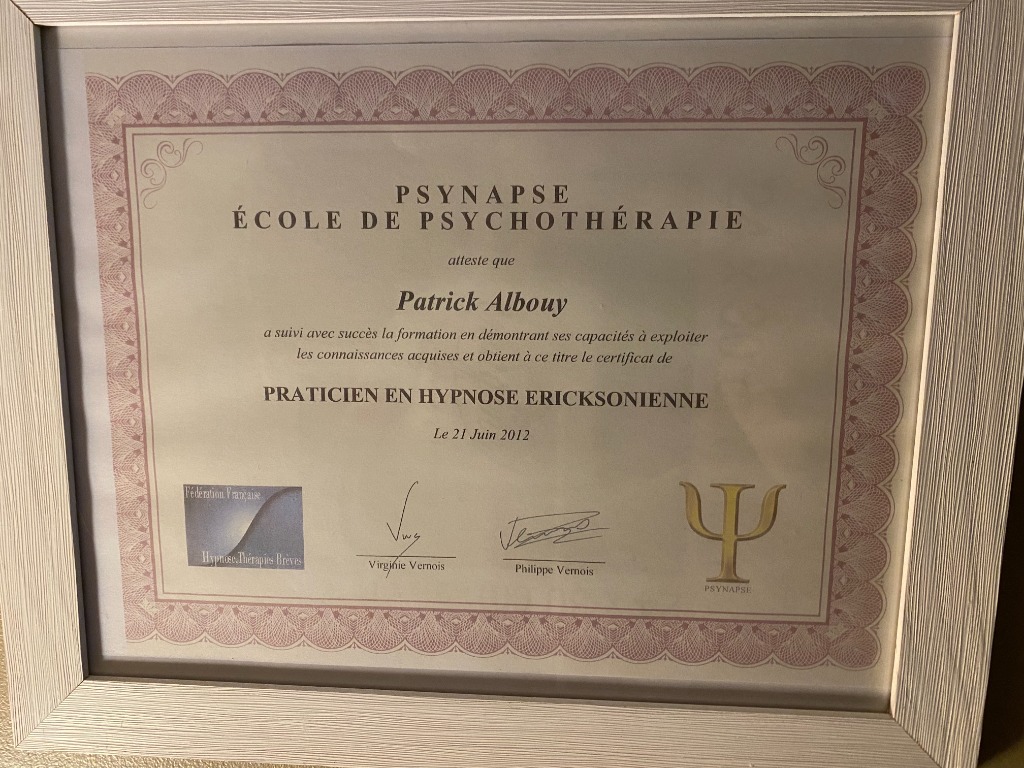 PSYNAPSE
ÉCOLE DE PSYCHOTHÉRAPIE
atteste que
Patrick Albouy
a suivi avec succès la formation en démontrant ses capacités à exploiter
les connaissances acquises et obtient à ce titre le certificat de
PRATICIEN EN HYPNOSE ERICKSONIENNE
Le 21 Juin 2012
Fédération Française
Hypnose,Thérapies Brèves
Virginie Vernois
Philippe Vernois
PSYNAPSE